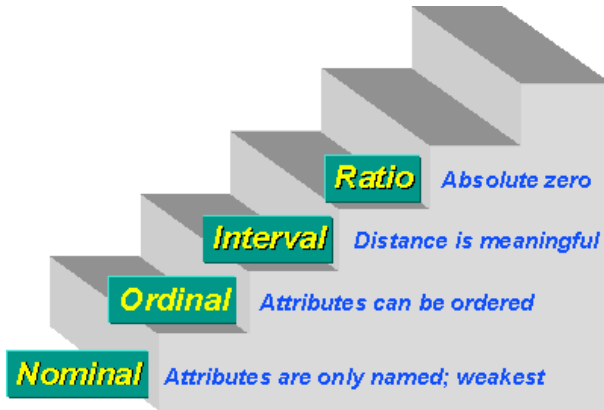 Ratio Absolute zero
Interval Distance is meaningful
Ordinal Attributes can be ordered
Nominal Attributes are only named; weakest